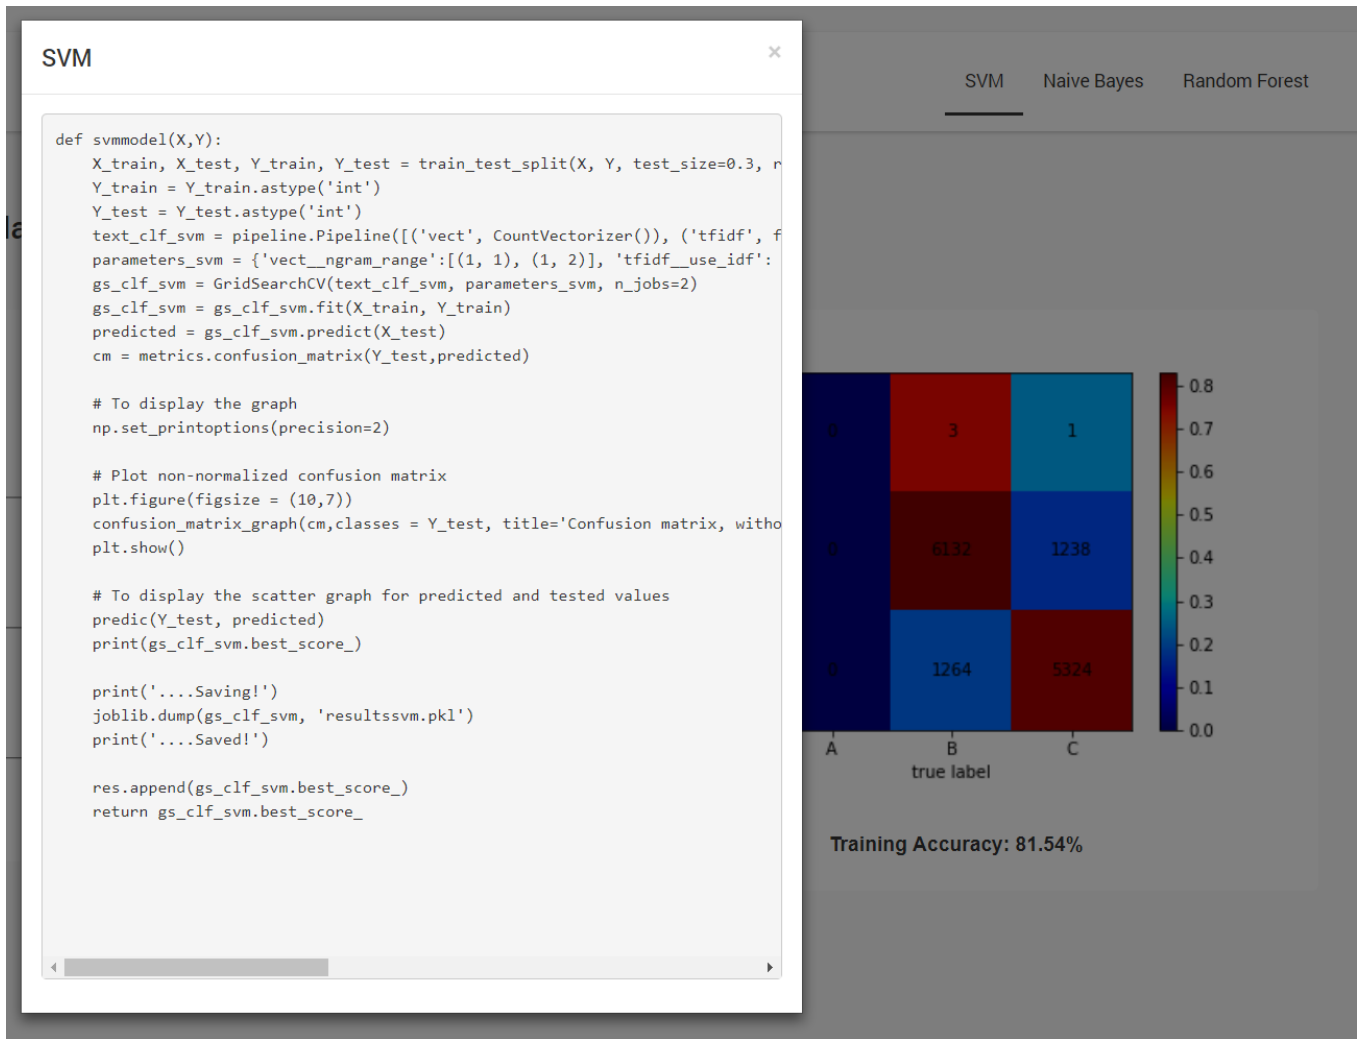 SVM
×
def svmmodel(X,Y):
    X_train, X_test, Y_train, Y_test = train_test_split(X, Y, test_size=0.3, r
    Y_train = Y_train.astype('int')
    Y_test = Y_test.astype('int')
    text_clf_svm = pipeline.Pipeline([('vect', CountVectorizer()), ('tfidf', f
    parameters_svm = {'vect__ngram_range':[(1, 1), (1, 2)], 'tfidf__use_idf':
    gs_clf_svm = GridSearchCV(text_clf_svm, parameters_svm, n_jobs=2)
    gs_clf_svm = gs_clf_svm.fit(X_train, Y_train)
    predicted = gs_clf_svm.predict(X_test)
    cm = metrics.confusion_matrix(Y_test,predicted)
    # To display the graph
    np.set_printoptions(precision=2)
    # Plot non-normalized confusion matrix
    plt.figure(figsize = (10,7))
    confusion_matrix_graph(cm,classes = Y_test, title='Confusion matrix, witho
    plt.show()
    # To display the scatter graph for predicted and tested values
    predic(Y_test, predicted)
    print(gs_clf_svm.best_score_)
    print('....Saving!')
    joblib.dump(gs_clf_svm, 'resultssvm.pkl')
    print('....Saved!')
    res.append(gs_clf_svm.best_score_)
    return gs_clf_svm.best_score_
SVM Naive Bayes Random Forest
0 3 1
0 6132 1238
0 1264 5324
A B C
true label
0.8
0.7
0.6
0.5
0.4
0.3
0.2
0.1
0.0
Training Accuracy: 81.54%